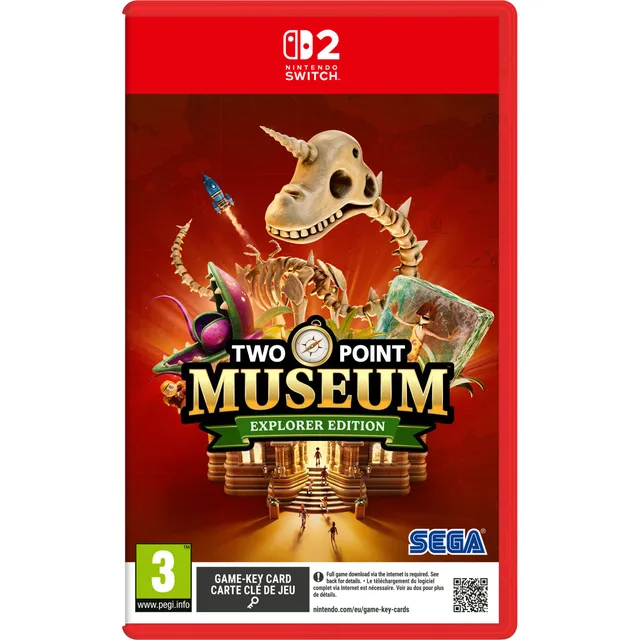 2
NINTENDO
SWITCH™
TWO POINT
MUSEUM
EXPLORER EDITION
SEGA®
3™
www.pegi.info
GAME-KEY CARD
CARTE CLÉ DE JEU
Full game download via the internet is required. See
back for details. • Le téléchargement du logiciel
complet via Internet est nécessaire. Voir au dos pour plus
de détails.
nintendo.com/eu/game-key-cards